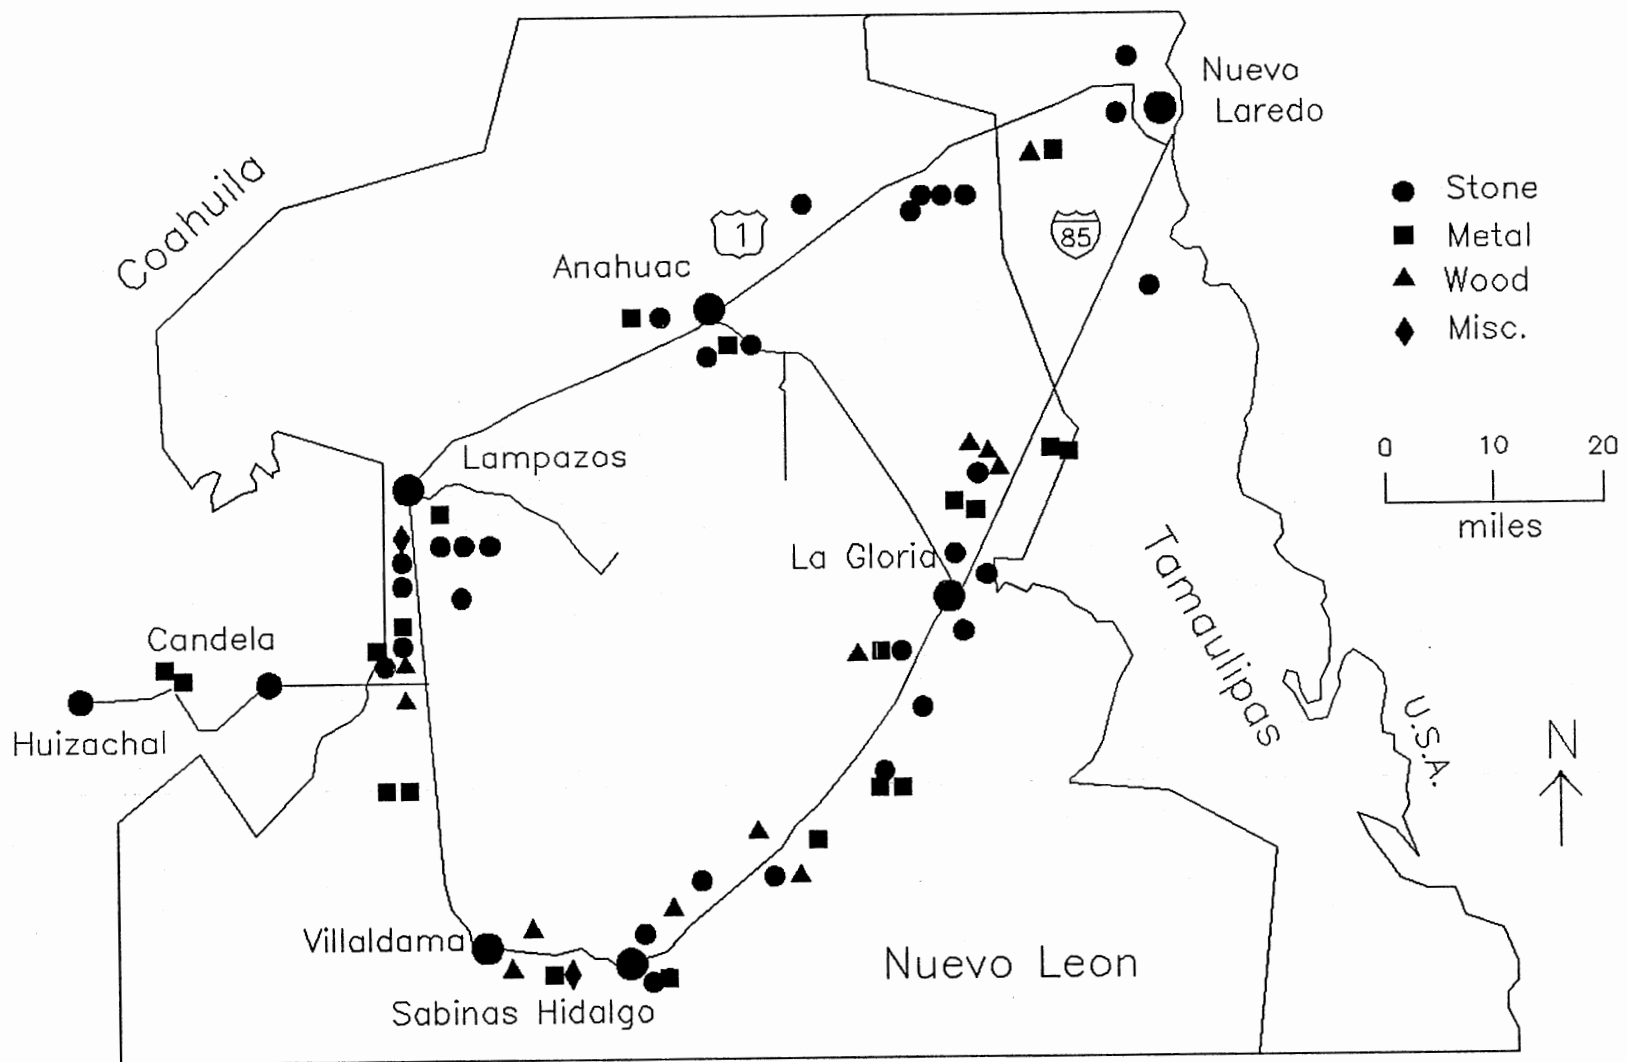 Nuevo
Laredo
Coahuila
1
85
Stone
Metal
Wood
Misc.
Anahuac
Lampazos
0 10 20
miles
La Gloria
Tamaulipas
Candela
Huizachal
U.S.A.
N
Villaldama
Nuevo Leon
Sabinas Hidalgo